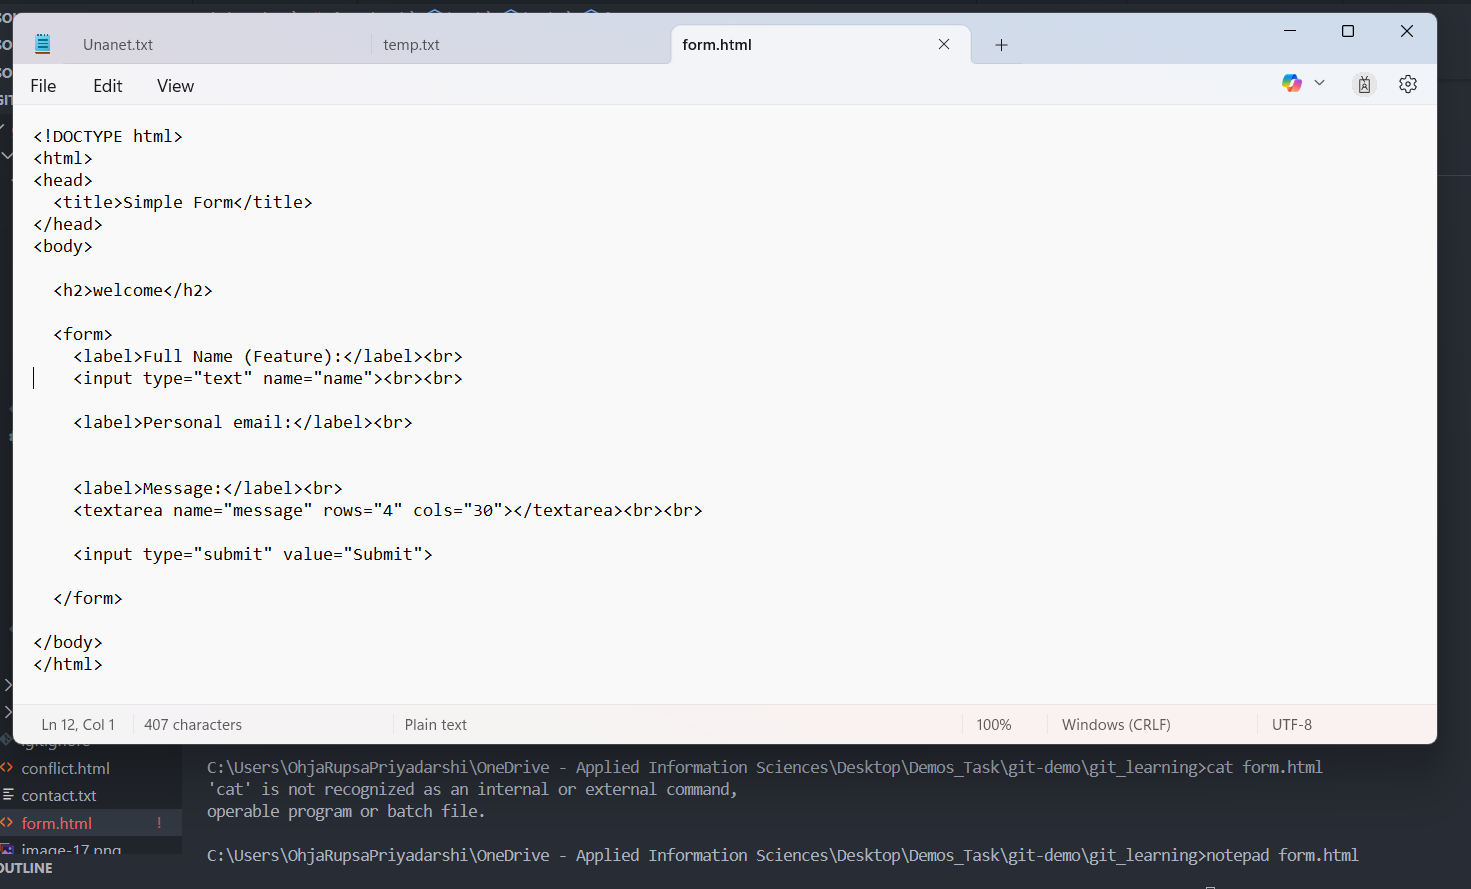 Unanet.txt
temp.txt
form.html
File
Edit
View
<!DOCTYPE html>
<html>
<head>
  <title>Simple Form</title>
</head>
<body>
  <h2>welcome</h2>
  <form>
    <label>Full Name (Feature):</label><br>
    <input type="text" name="name"><br><br>
    <label>Personal email:</label><br>
    <label>Message:</label><br>
    <textarea name="message" rows="4" cols="30"></textarea><br><br>
    <input type="submit" value="Submit">
  </form>
</body>
</html>
Ln 12, Col 1
407 characters
Plain text
100%
Windows (CRLF)
UTF-8
conflict.html
contact.txt
form.html !
image-17.png
OUTLINE
C:\Users\OhjaRupsaPriyadarshi\OneDrive - Applied Information Sciences\Desktop\Demos_Task\git-demo\git_learning>cat form.html
'cat' is not recognized as an internal or external command,
operable program or batch file.
C:\Users\OhjaRupsaPriyadarshi\OneDrive - Applied Information Sciences\Desktop\Demos_Task\git-demo\git_learning>notepad form.html